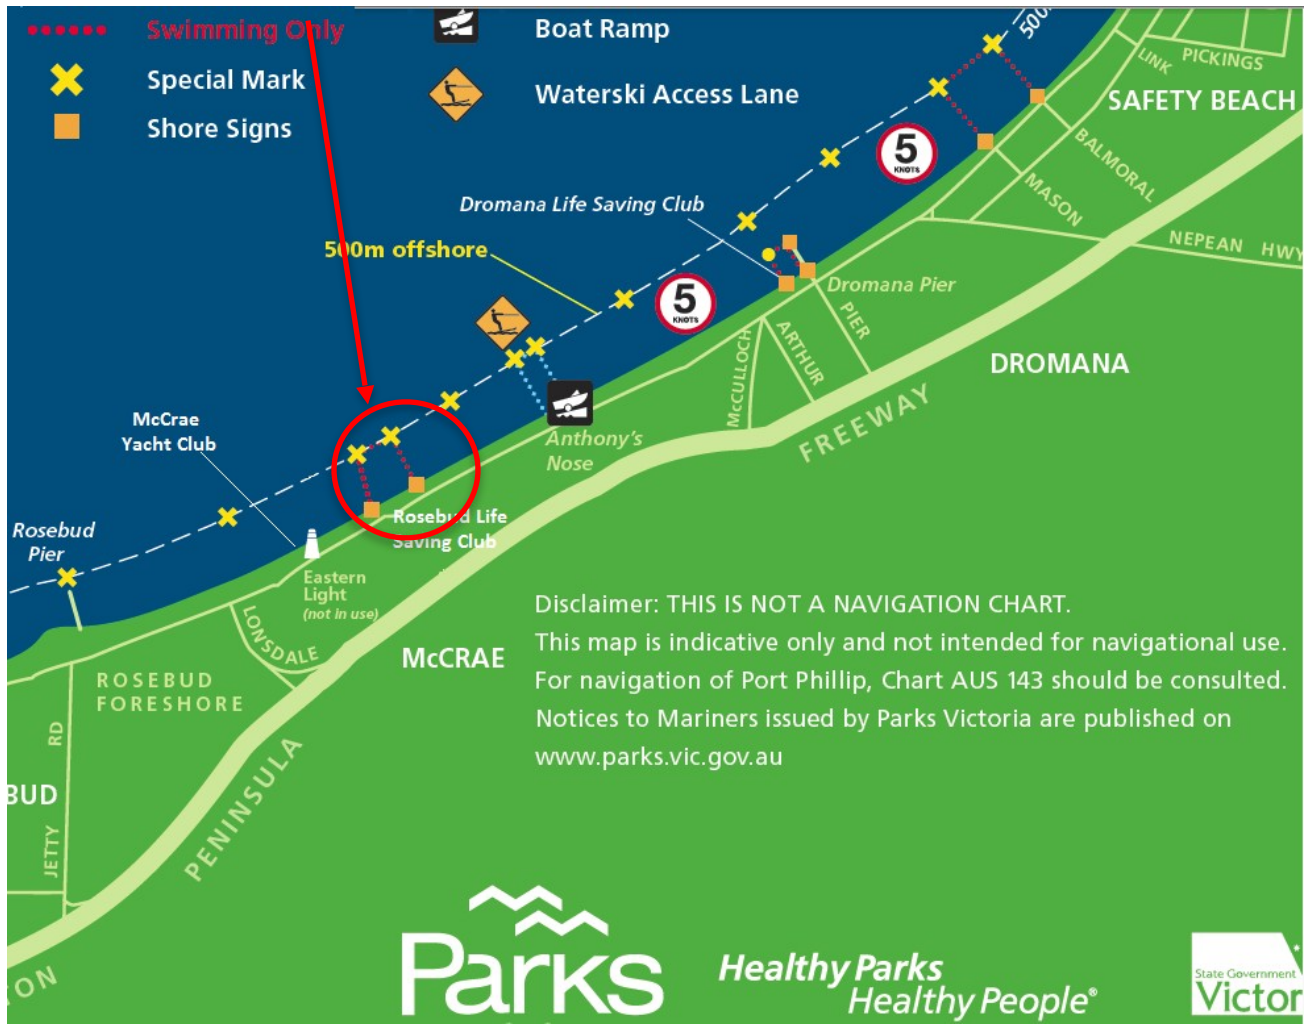 Swimming Only
Special Mark
Shore Signs
Boat Ramp
Waterski Access Lane
500
LINK
PICKINGS
SAFETY BEACH
BALMORAL
MASON
5
KNOTS
Dromana Life Saving Club
500m offshore
NEPEAN HWY
5
KNOTS
Dromana Pier
PIER
ARTHUR
McCULLOCH
DROMANA
FREEWAY
McCrae
Yacht Club
Anthony's
Nose
Rosebud
Pier
Rosebud Life
Saving Club
Eastern
Light
(not in use)
LONSDALE
McCRAE
ROSEBUD
FORESHORE
Disclaimer: THIS IS NOT A NAVIGATION CHART.
This map is indicative only and not intended for navigational use.
For navigation of Port Phillip, Chart AUS 143 should be consulted.
Notices to Mariners issued by Parks Victoria are published on
www.parks.vic.gov.au
JETTY RD
BUD
PENINSULA
TON
Parks
Healthy Parks
Healthy People®
State Government
Victor